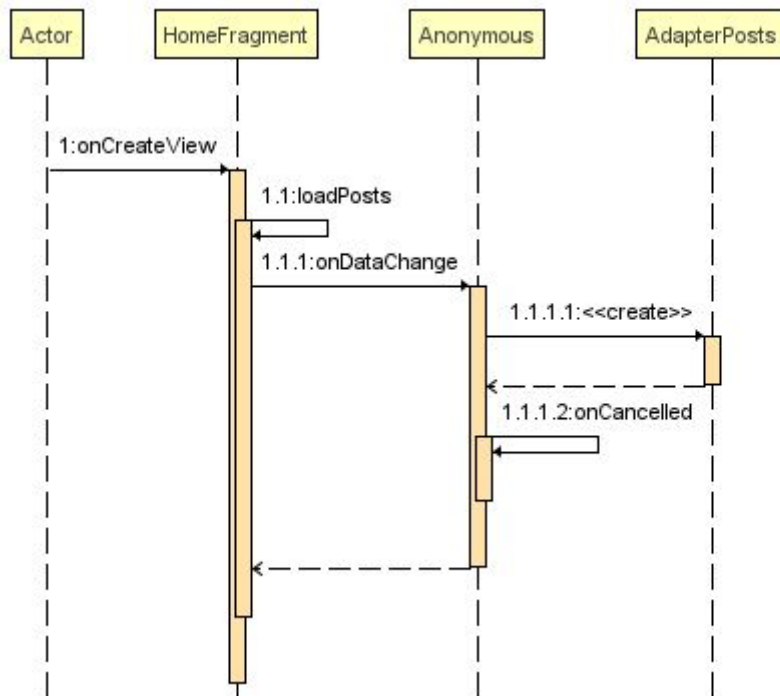 Actor
HomeFragment
Anonymous
AdapterPosts
1:onCreateView
1.1:loadPosts
1.1.1:onDataChange
1.1.1.1:<<create>>
1.1.1.2:onCancelled